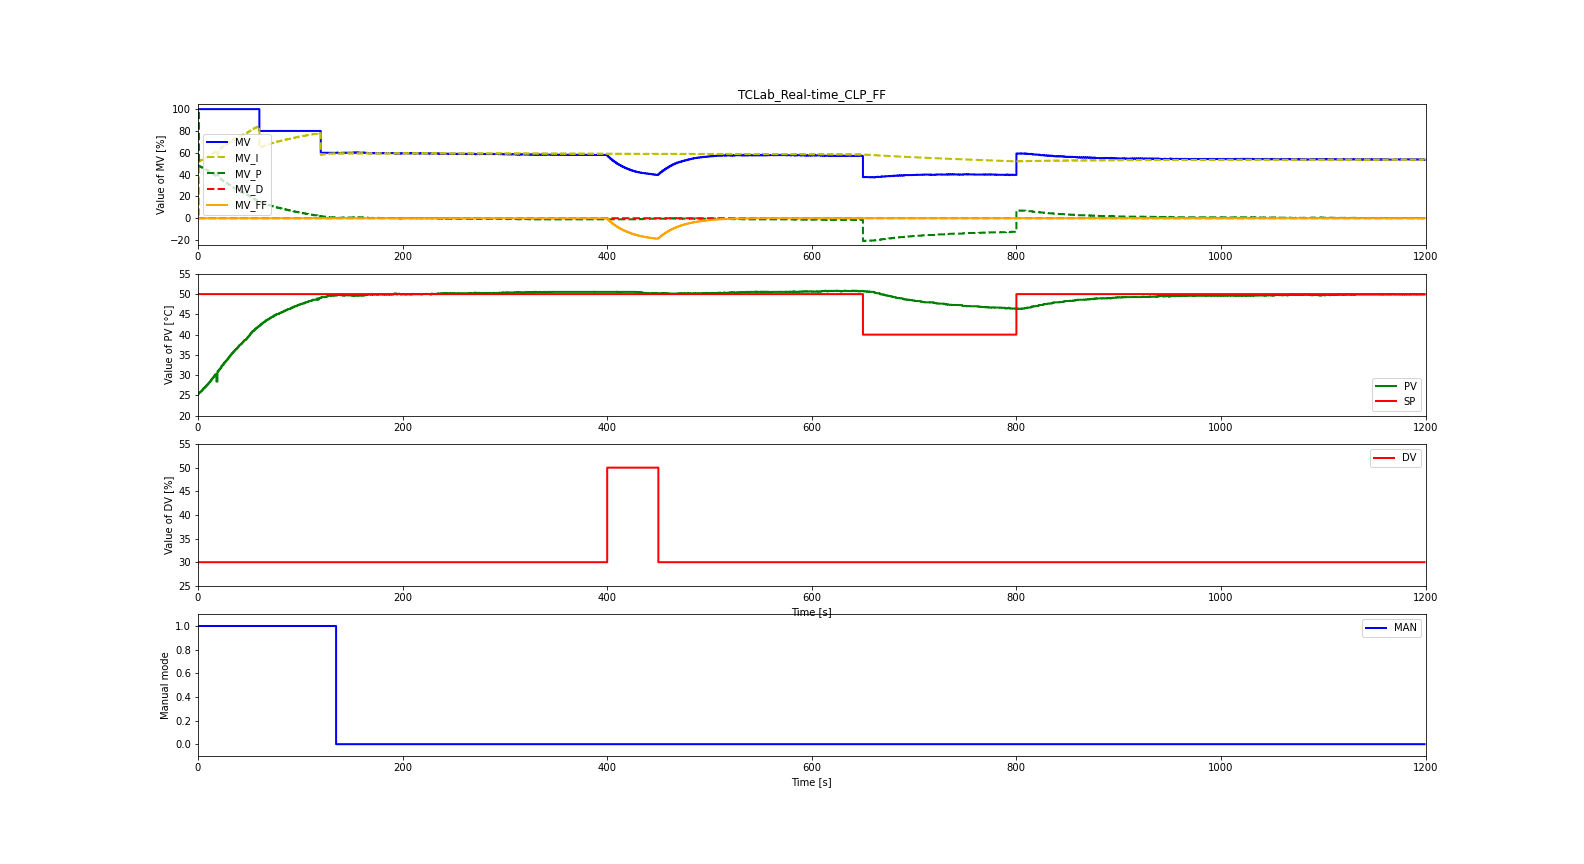 TCLab_Real-time_CLP_FF
Value of MV [%]
100
80
60
40
20
0
−20
MV
MV_I
MV_P
MV_D
MV_FF
0 200 400 600 800 1000 1200
Value of PV [°C]
55
50
45
40
35
30
25
20
PV
SP
0 200 400 600 800 1000 1200
Value of DV [%]
55
50
45
40
35
30
25
DV
0 200 400 600 800 1000 1200
Time [s]
Manual mode
1.0
0.8
0.6
0.4
0.2
0.0
MAN
0 200 400 600 800 1000 1200
Time [s]